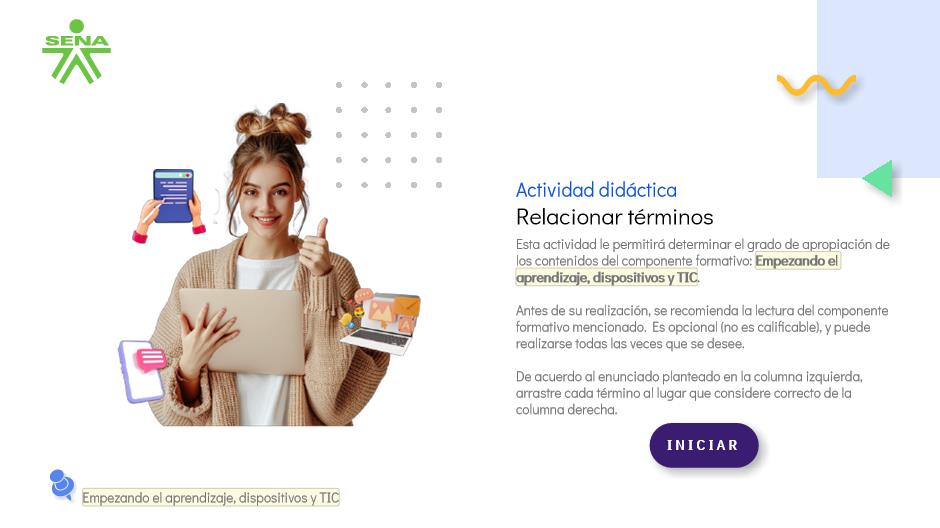 SENA
Actividad didáctica
Relacionar términos
Esta actividad le permitirá determinar el grado de apropiación de
los contenidos del componente formativo: Empezando el
aprendizaje, dispositivos y TIC.
Antes de su realización, se recomienda la lectura del componente
formativo mencionado. Es opcional (no es calificable), y puede
realizarse todas las veces que se desee.
De acuerdo al enunciado planteado en la columna izquierda,
arrastre cada término al lugar que considere correcto de la
columna derecha.
INICIAR
Empezando el aprendizaje, dispositivos y TIC